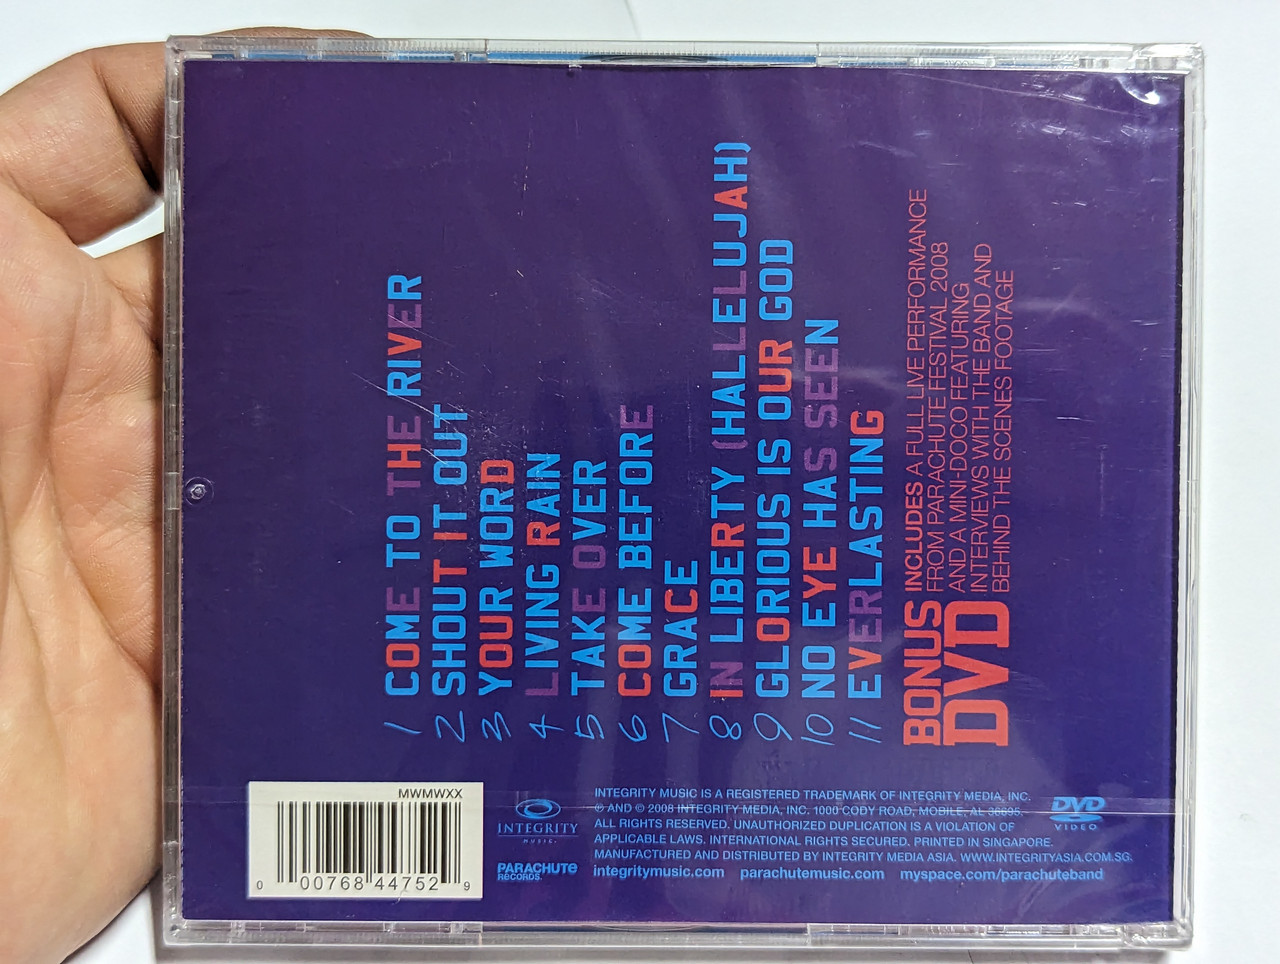 1 COME TO THE RIVER
2 SHOUT IT OUT
3 YOUR WORD
4 LIVING RAIN
5 TAKE OVER
6 COME BEFORE
7 GRACE
8 IN LIBERTY (HALLELUJAH)
9 GLORIOUS IS OUR GOD
10 NO EYE HAS SEEN
11 EVERLASTING
BONUS DVD
INCLUDES A FULL LIVE PERFORMANCE
FROM PARACHUTE FESTIVAL 2008
AND A MINI-DOCO FEATURING
INTERVIEWS WITH THE BAND AND
BEHIND THE SCENES FOOTAGE
MWMWXX
0 00768 44752 9
INTEGRITY
MUSIC
PARACHUTE
RECORDS.
INTEGRITY MUSIC IS A REGISTERED TRADEMARK OF INTEGRITY MEDIA, INC.
℗ AND © 2008 INTEGRITY MEDIA, INC. 1000 CODY ROAD, MOBILE, AL 36695.
ALL RIGHTS RESERVED. UNAUTHORIZED DUPLICATION IS A VIOLATION OF
APPLICABLE LAWS. INTERNATIONAL RIGHTS SECURED. PRINTED IN SINGAPORE.
MANUFACTURED AND DISTRIBUTED BY INTEGRITY MEDIA ASIA. WWW.INTEGRITYASIA.COM.SG.
integritymusic.com parachutemusic.com myspace.com/parachuteband
DVD
VIDEO